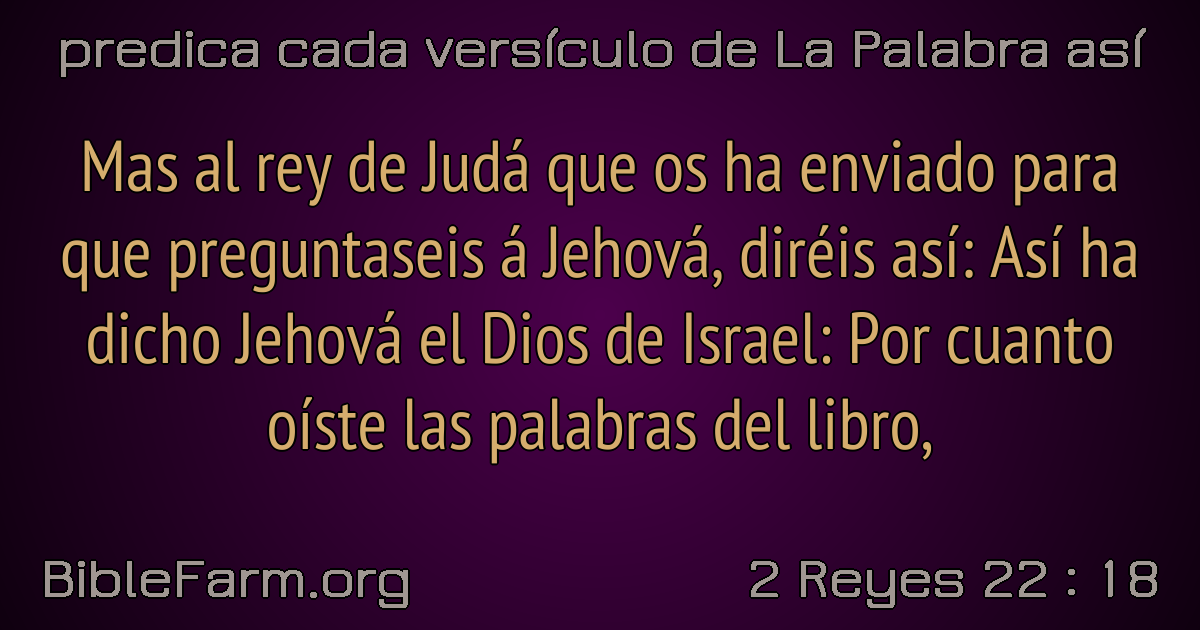 predica cada versículo de La Palabra así
Mas al rey de Judá que os ha enviado para
que preguntaseis á Jehová, diréis así: Así ha
dicho Jehová el Dios de Israel: Por cuanto
oíste las palabras del libro,
BibleFarm.org
2 Reyes 22 : 18